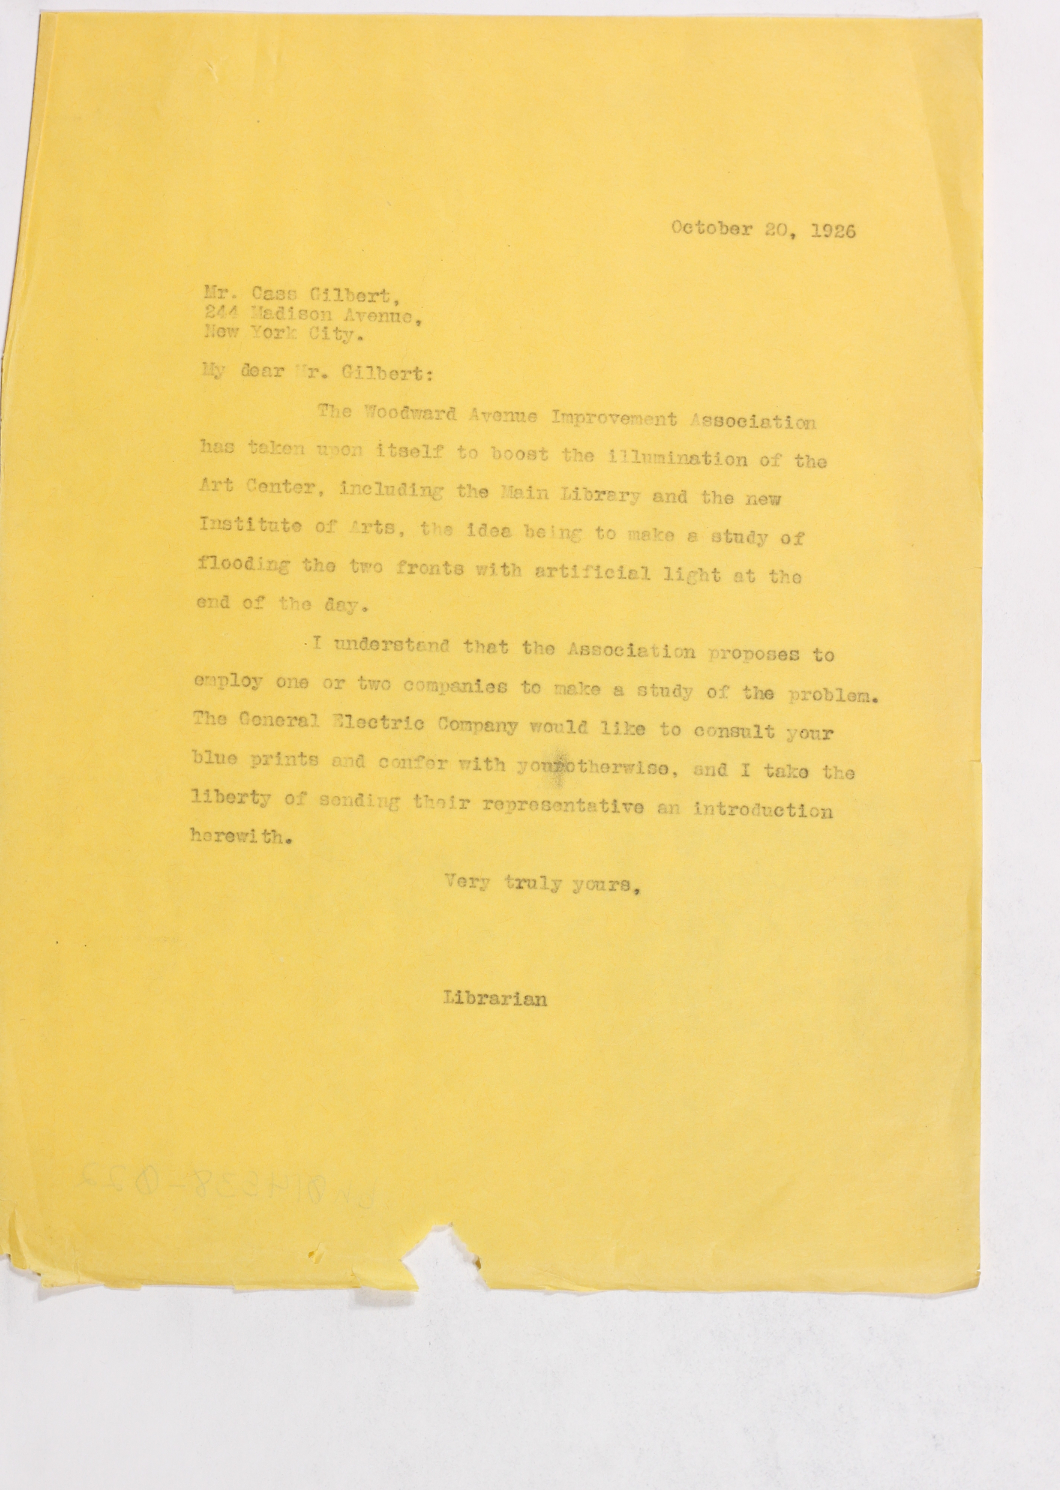 October 20, 1926
Mr. Cass Gilbert,
244 Madison Avenue,
New York City.
My dear Mr. Gilbert:
The Woodward Avenue Improvement Association
has taken upon itself to boost the illumination of the
Art Center, including the Main Library and the new
Institute of Arts, the idea being to make a study of
flooding the two fronts with artificial light at the
end of the day.
I understand that the Association proposes to
employ one or two companies to make a study of the problem.
The General Electric Company would like to consult your
blue prints and confer with you otherwise, and I take the
liberty of sending their representative an introduction
herewith.
Very truly yours,
Librarian